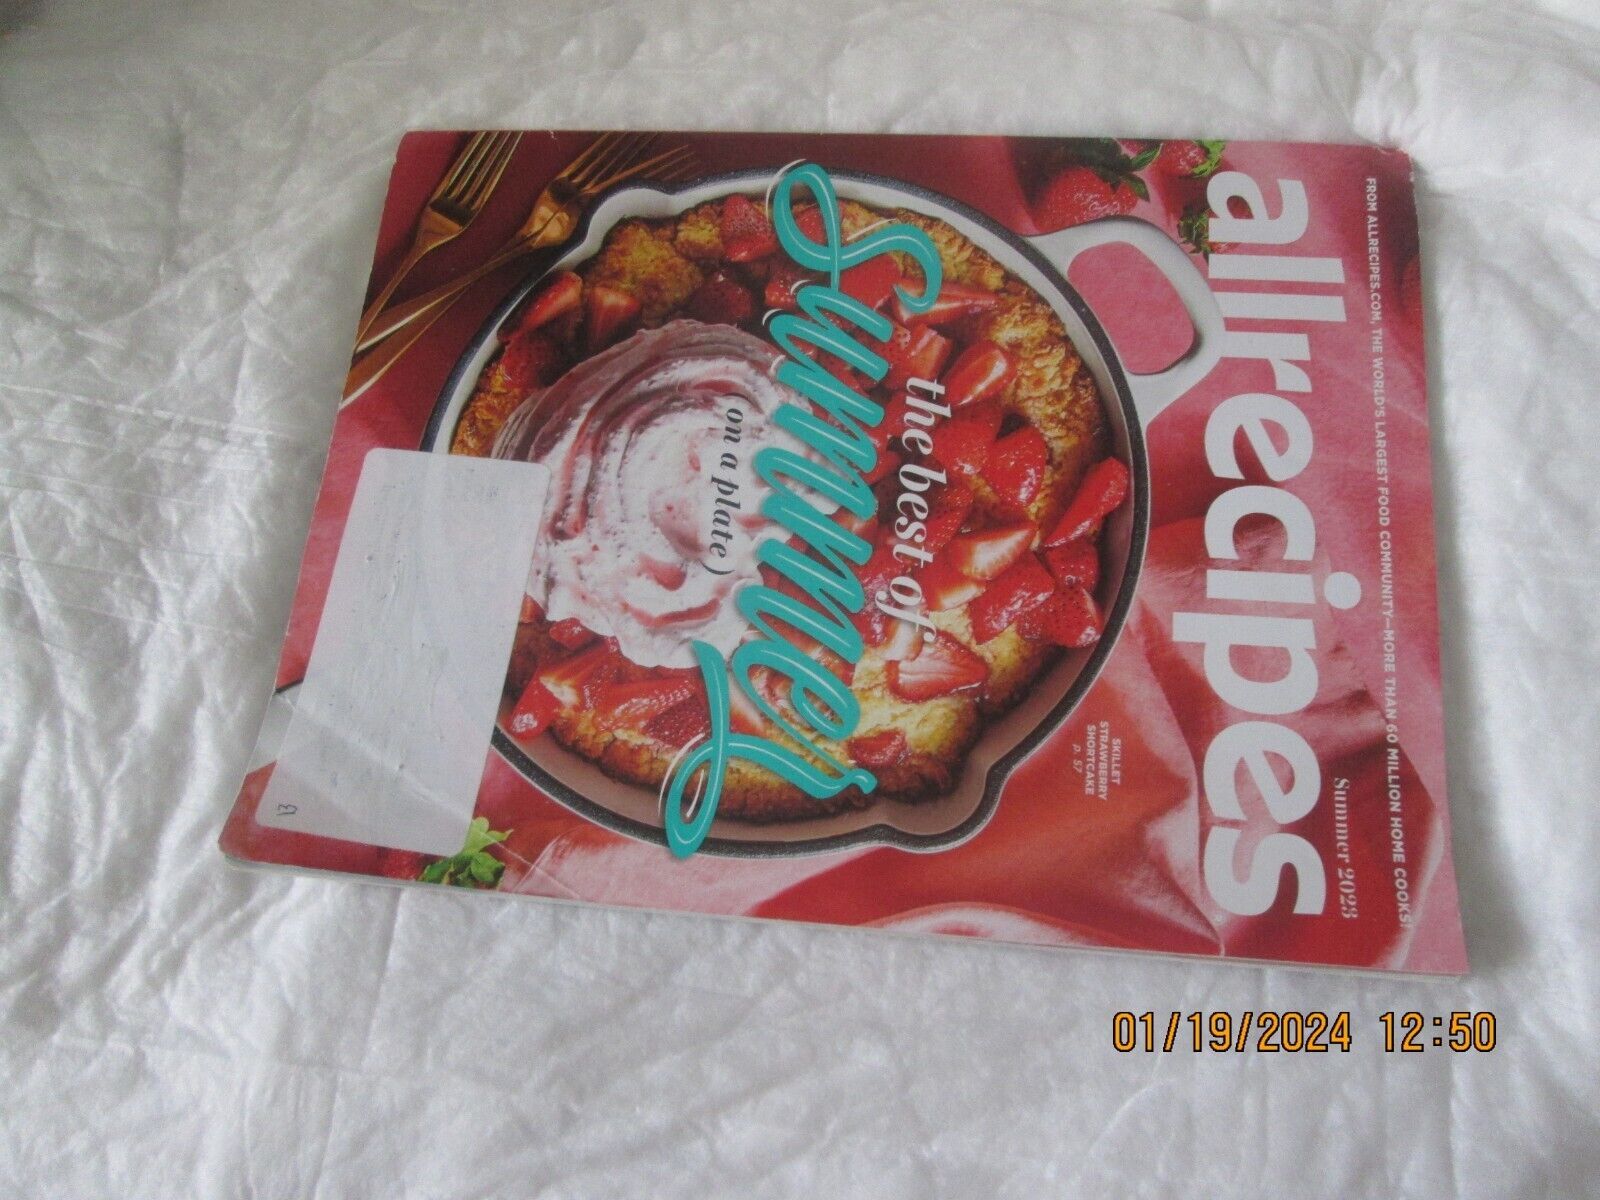 FROM ALLRECIPES.COM, THE WORLD'S LARGEST FOOD COMMUNITY—MORE THAN 60 MILLION HOME COOKS!
Summer 2023
allrecipes
the best of
Summer
on a plate)
SKILLET
STRAWBERRY
SHORTCAKE
p. 57
13
01/19/2024 12:50